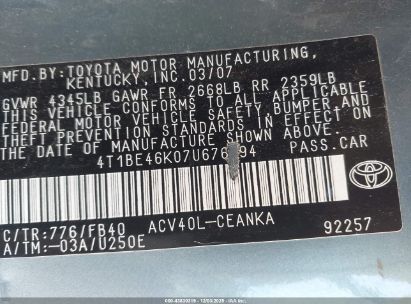 MFD.BY:TOYOTA MOTOR MANUFACTURING,
KENTUCKY,INC.03/07
GVWR 4345LB GAWR FR 2668LB RR 2359LB
THIS VEHICLE CONFORMS TO ALL APPLICABLE
FEDERAL MOTOR VEHICLE SAFETY, BUMPER, AND
THEFT PREVENTION STANDARDS IN EFFECT ON
THE DATE OF MANUFACTURE SHOWN ABOVE.
PASS.CAR
C/TR:776/FB40 ACV40L-CEANKA
A/TM:-03A/U250E 92257
TOYOTA